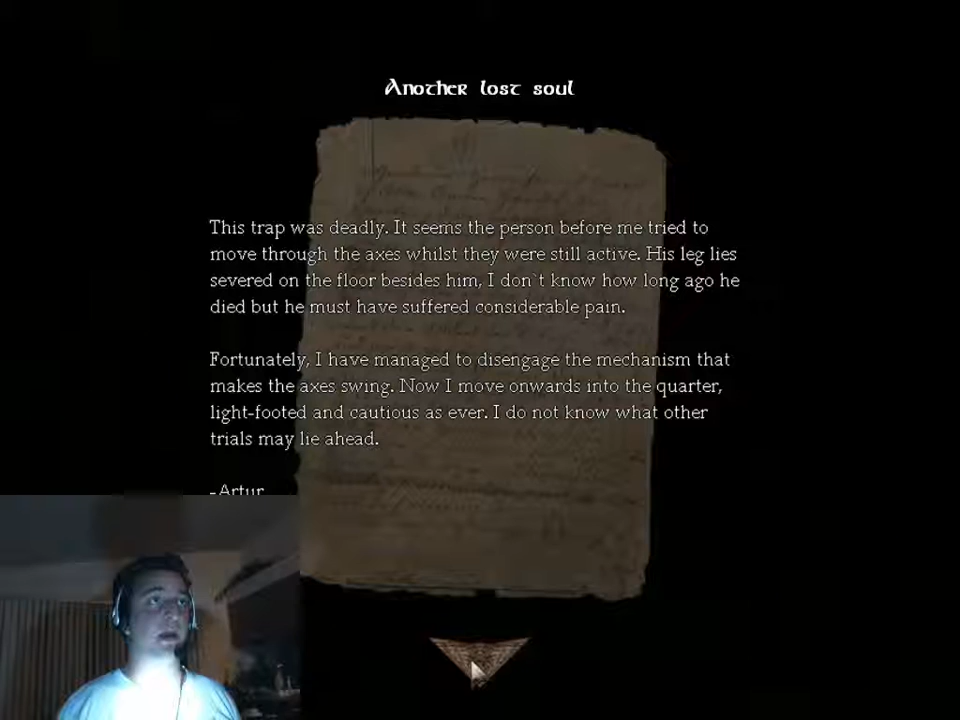 Another lost soul
This trap was deadly. It seems the person before me tried to
move through the axes whilst they were still active. His leg lies
severed on the floor besides him, I don`t know how long ago he
died but he must have suffered considerable pain.
Fortunately, I have managed to disengage the mechanism that
makes the axes swing. Now I move onwards into the quarter,
light-footed and cautious as ever. I do not know what other
trials may lie ahead.
-Artur